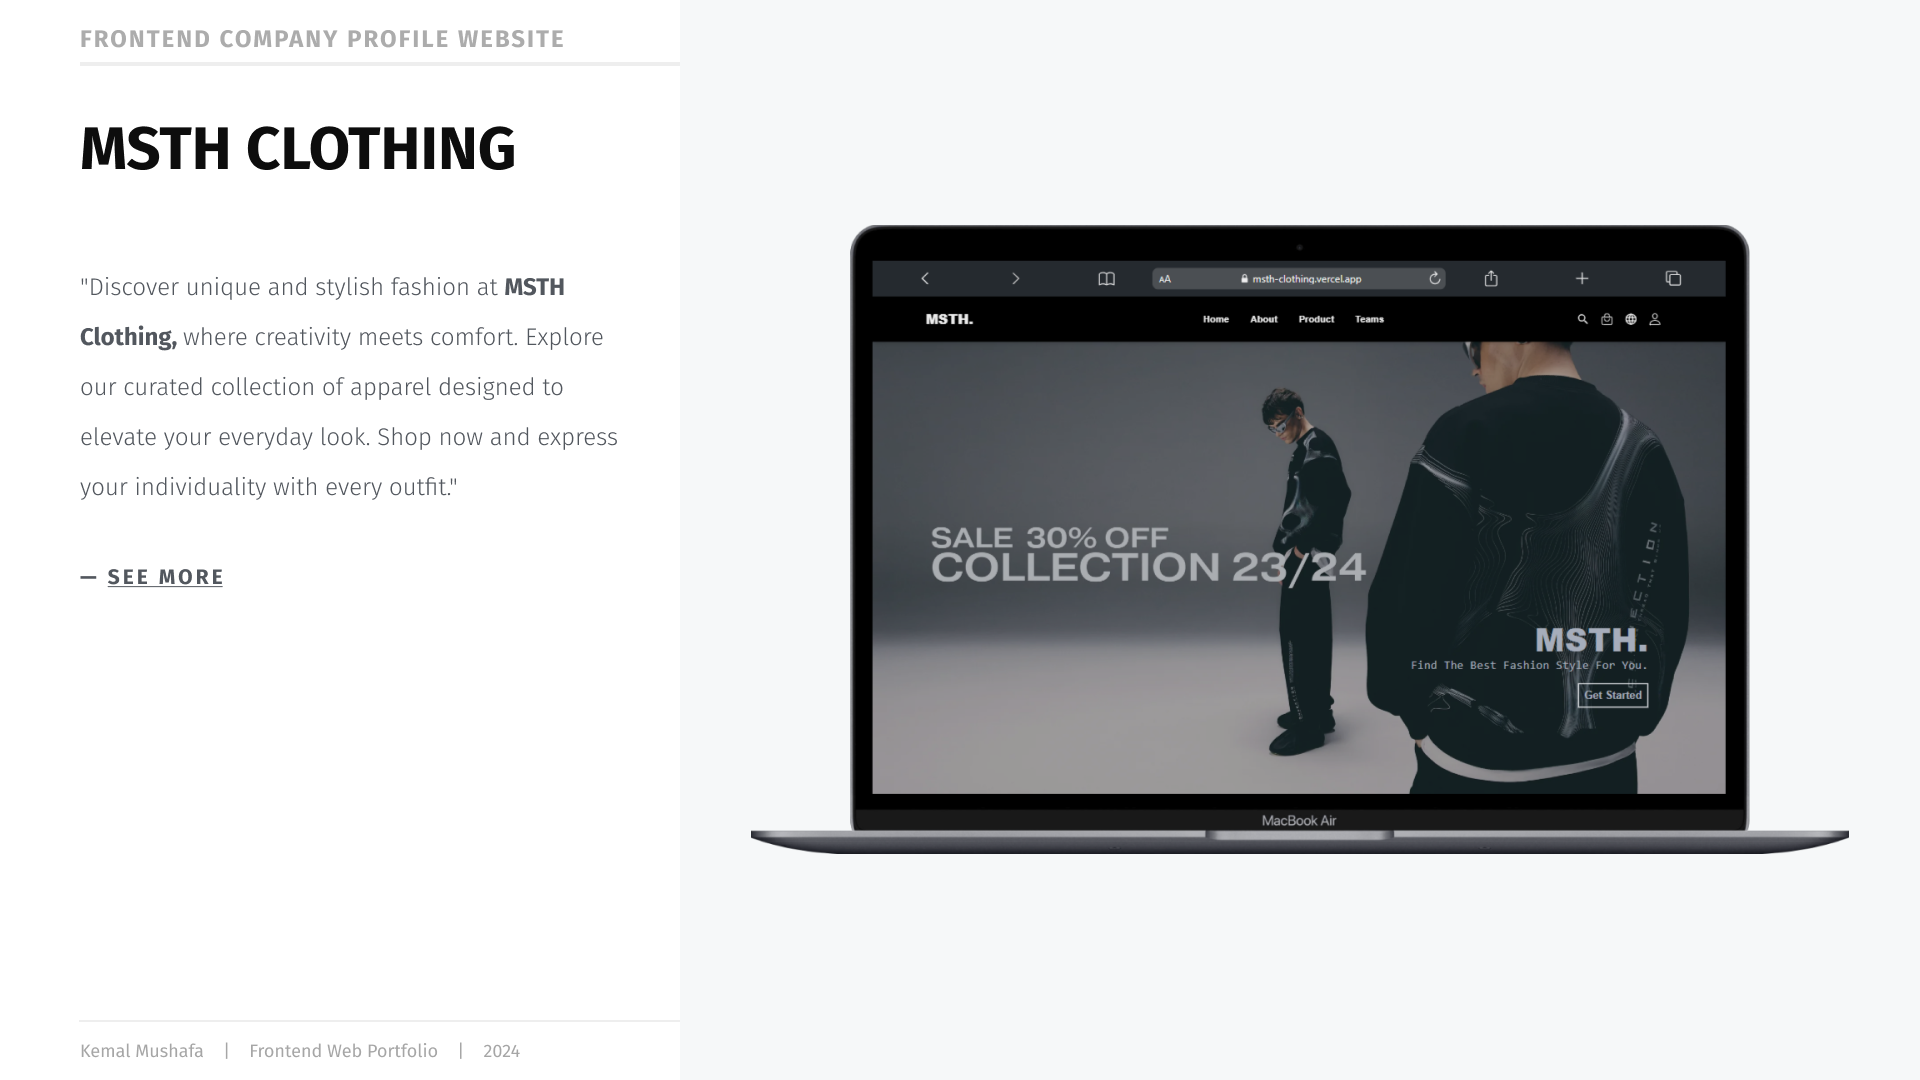 FRONTEND COMPANY PROFILE WEBSITE
MSTH CLOTHING
"Discover unique and stylish fashion at MSTH
Clothing, where creativity meets comfort. Explore
our curated collection of apparel designed to
elevate your everyday look. Shop now and express
your individuality with every outfit."
— SEE MORE
AA msth-clothing.vercel.app
MSTH. Home About Product Teams
SALE 30% OFF
COLLECTION 23/24
MSTH.
Find The Best Fashion Style For You.
Get Started
MacBook Air
Kemal Mushafa | Frontend Web Portfolio | 2024